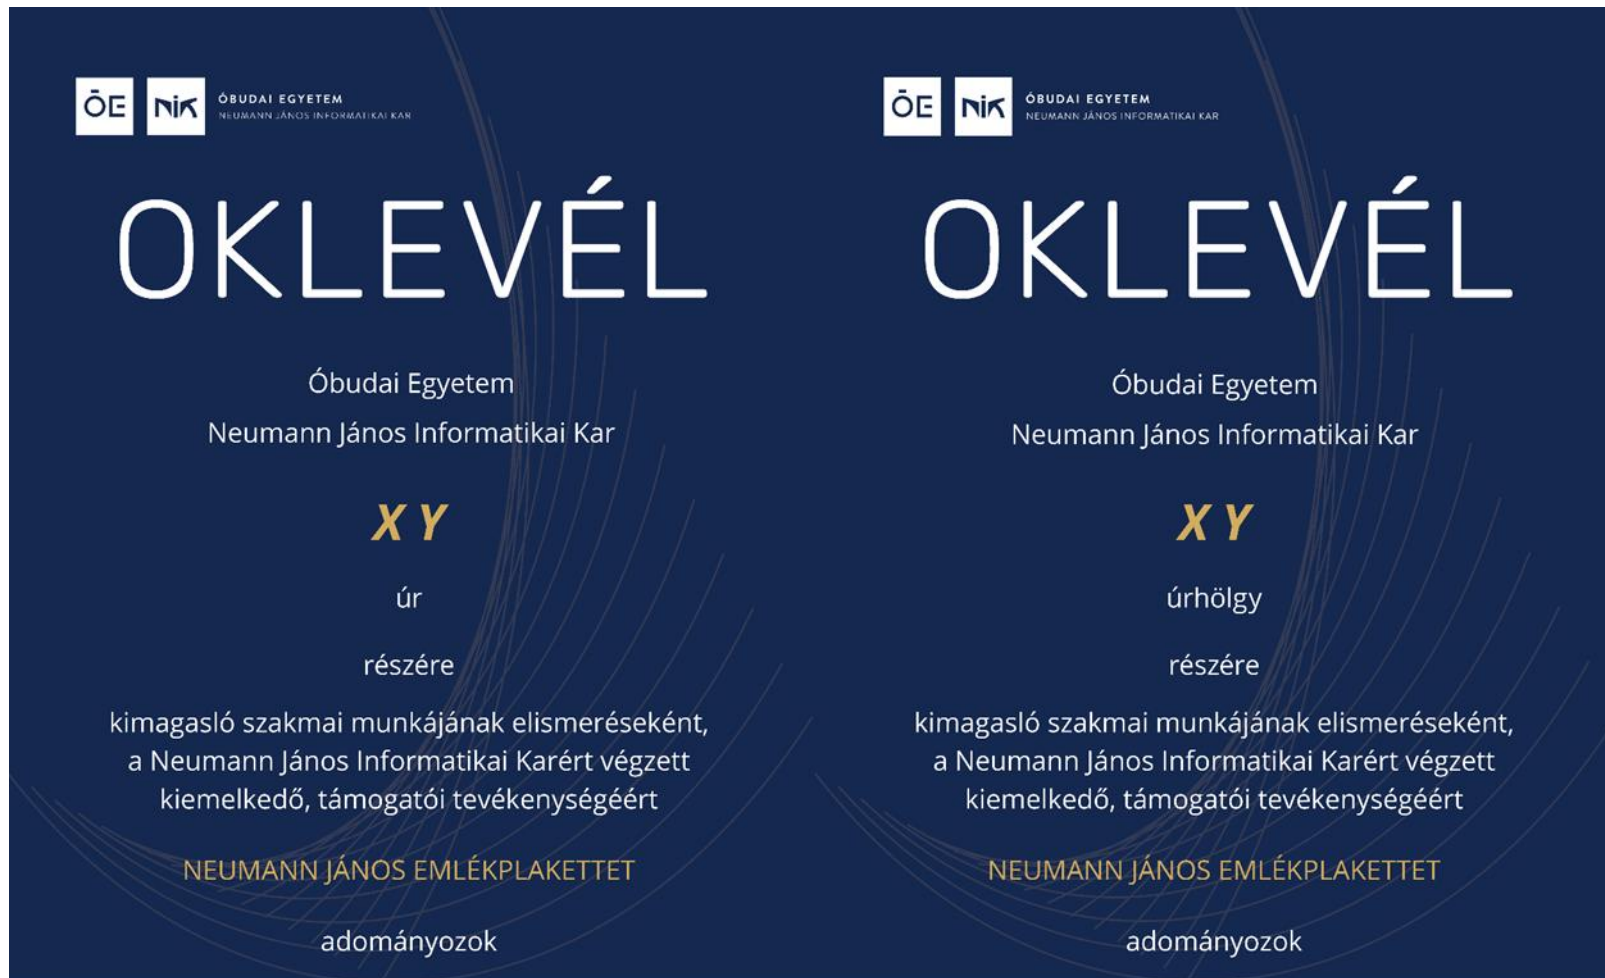 ŌE NIK ÓBUDAI EGYETEM
NEUMANN JÁNOS INFORMATIKAI KAR
OKLEVÉL
Óbudai Egyetem
Neumann János Informatikai Kar
X Y
úr
részére
kimagasló szakmai munkájának elismeréseként,
a Neumann János Informatikai Karért végzett
kiemelkedő, támogatói tevékenységéért
NEUMANN JÁNOS EMLÉKPLAKETTET
adományozok
ŌE NIK ÓBUDAI EGYETEM
NEUMANN JÁNOS INFORMATIKAI KAR
OKLEVÉL
Óbudai Egyetem
Neumann János Informatikai Kar
X Y
úrhölgy
részére
kimagasló szakmai munkájának elismeréseként,
a Neumann János Informatikai Karért végzett
kiemelkedő, támogatói tevékenységéért
NEUMANN JÁNOS EMLÉKPLAKETTET
adományozok